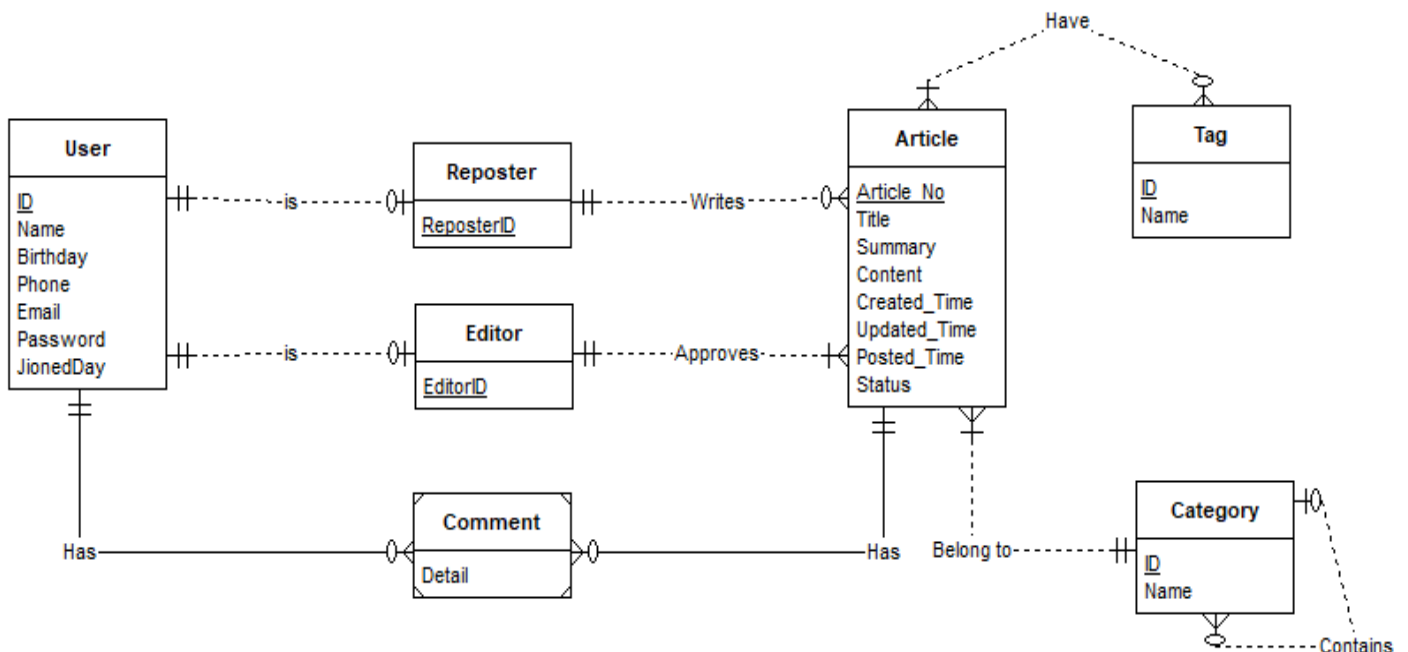 Have
User
ID
Name
Birthday
Phone
Email
Password
JionedDay
is
Reposter
ReposterID
Writes
is
Editor
EditorID
Approves
Article
Article_No
Title
Summary
Content
Created_Time
Updated_Time
Posted_Time
Status
Tag
ID
Name
Has
Comment
Detail
Has
Belong to
Category
ID
Name
Contains